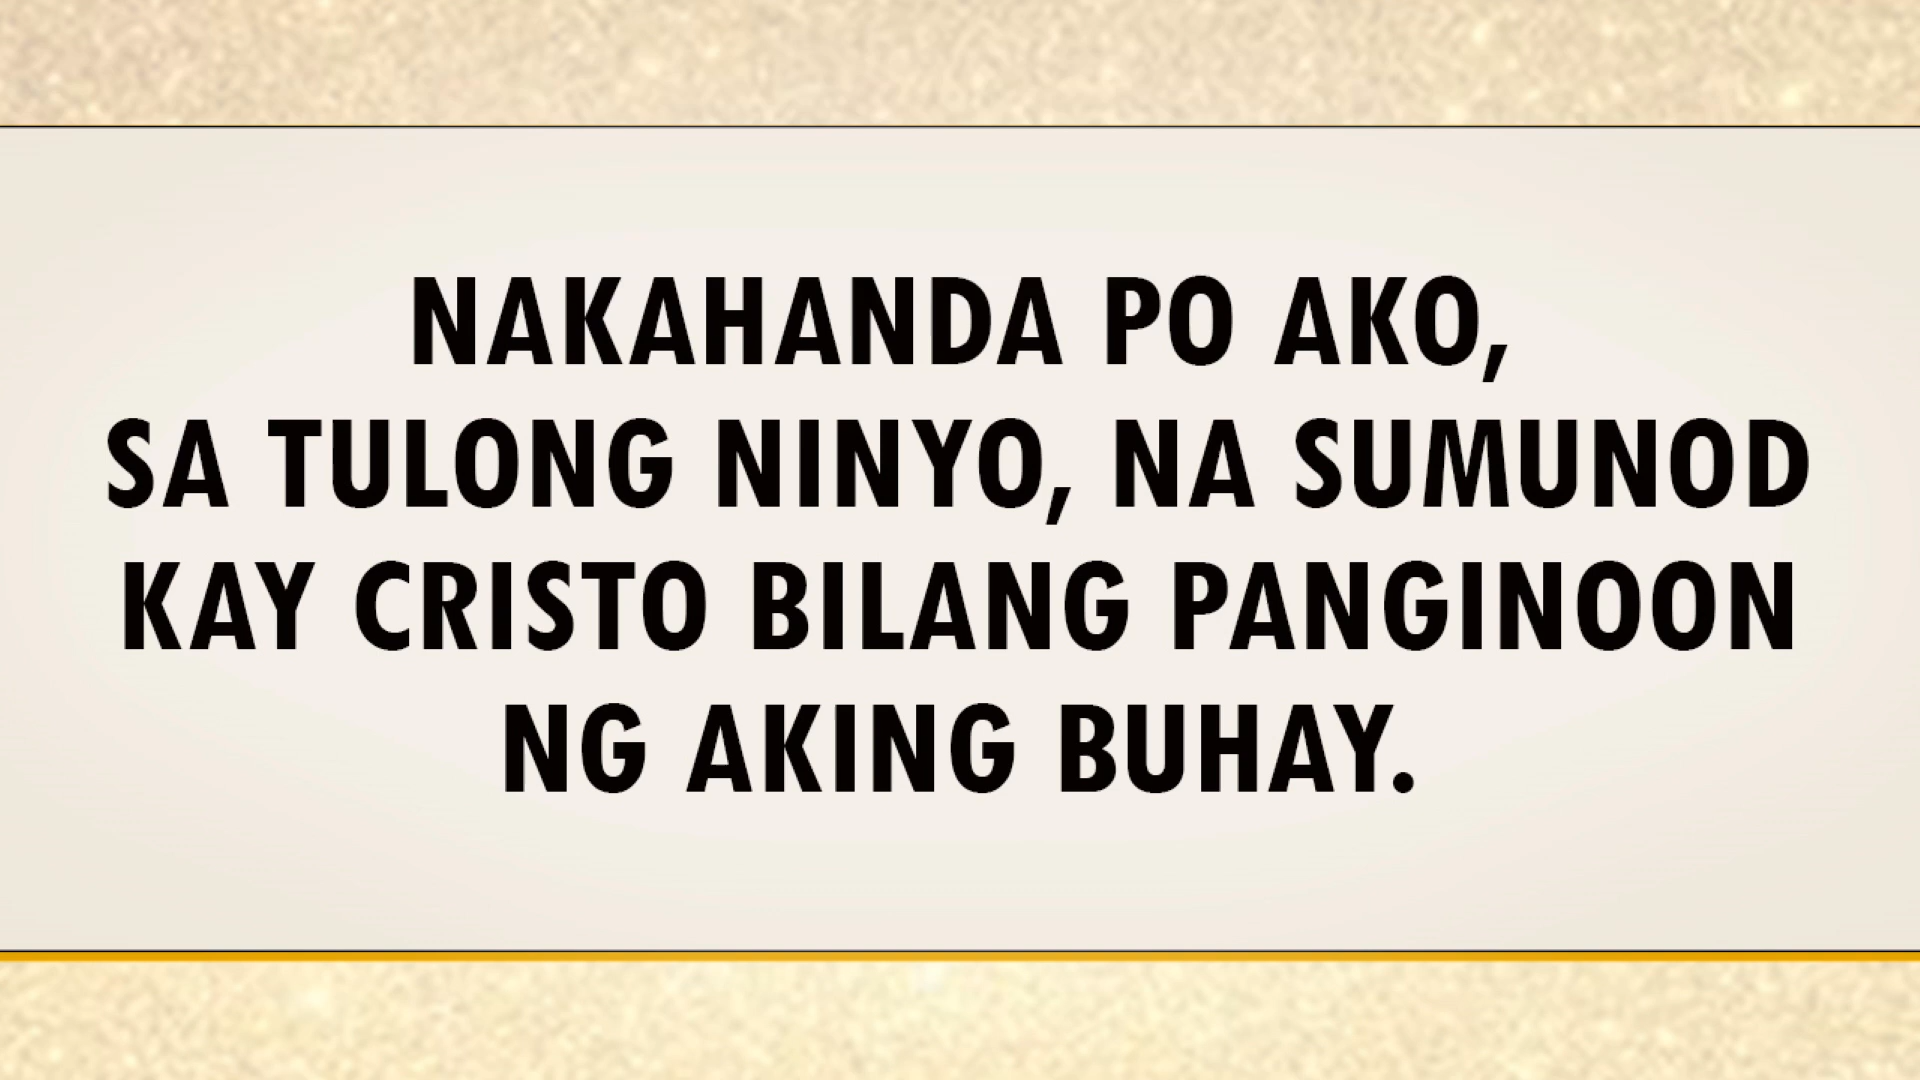 NAKAHANDA PO AKO,
SA TULONG NINYO, NA SUMUNOD
KAY CRISTO BILANG PANGINOON
NG AKING BUHAY.